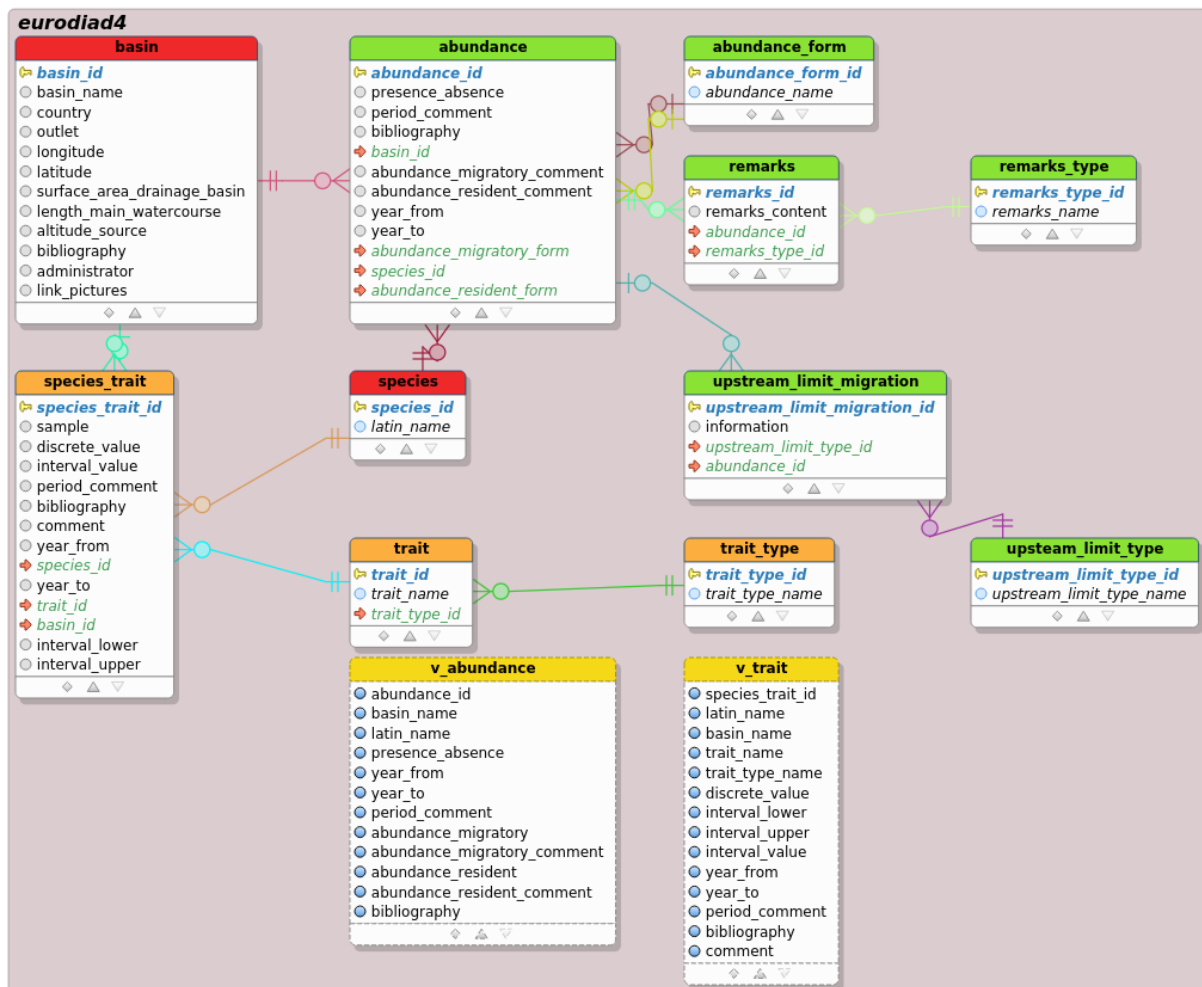 eurodiad4
basin
basin_id
basin_name
country
outlet
longitude
latitude
surface_area_drainage_basin
length_main_watercourse
altitude_source
bibliography
administrator
link_pictures
abundance
abundance_id
presence_absence
period_comment
bibliography
basin_id
abundance_migratory_comment
abundance_resident_comment
year_from
year_to
abundance_migratory_form
species_id
abundance_resident_form
abundance_form
abundance_form_id
abundance_name
remarks
remarks_id
remarks_content
abundance_id
remarks_type_id
remarks_type
remarks_type_id
remarks_name
species_trait
species_trait_id
sample
discrete_value
interval_value
period_comment
bibliography
comment
year_from
species_id
year_to
trait_id
basin_id
interval_lower
interval_upper
species
species_id
latin_name
upstream_limit_migration
upstream_limit_migration_id
information
upstream_limit_type_id
abundance_id
trait
trait_id
trait_name
trait_type_id
trait_type
trait_type_id
trait_type_name
upsteam_limit_type
upstream_limit_type_id
upstream_limit_type_name
v_abundance
abundance_id
basin_name
latin_name
presence_absence
year_from
year_to
period_comment
abundance_migratory
abundance_migratory_comment
abundance_resident
abundance_resident_comment
bibliography
v_trait
species_trait_id
latin_name
basin_name
trait_name
trait_type_name
discrete_value
interval_lower
interval_upper
interval_value
year_from
year_to
period_comment
bibliography
comment